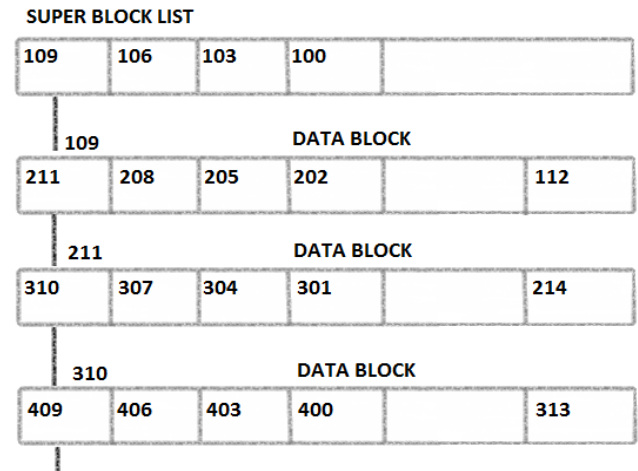 SUPER BLOCK LIST
109 106 103 100
109 DATA BLOCK
211 208 205 202 112
211 DATA BLOCK
310 307 304 301 214
310 DATA BLOCK
409 406 403 400 313